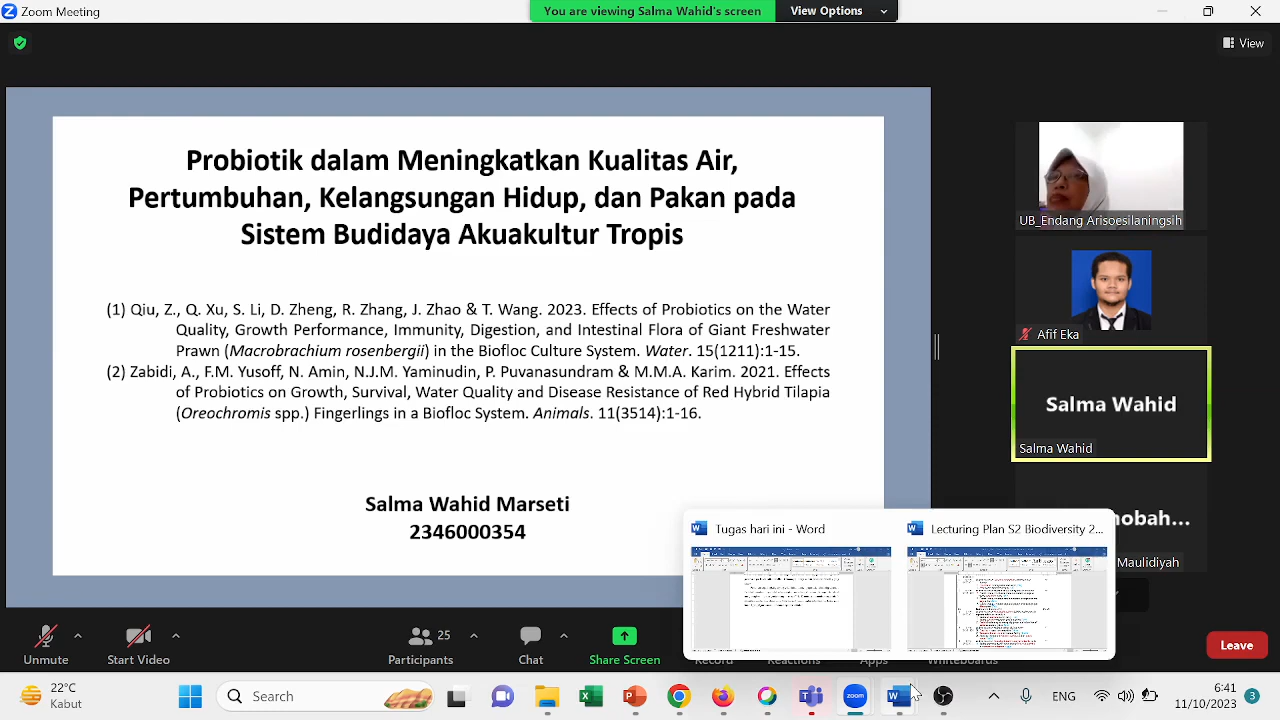 Zoom Meeting
You are viewing Salma Wahid's screen
View Options
View
Probiotik dalam Meningkatkan Kualitas Air,
Pertumbuhan, Kelangsungan Hidup, dan Pakan pada
Sistem Budidaya Akuakultur Tropis
(1) Qiu, Z., Q. Xu, S. Li, D. Zheng, R. Zhang, J. Zhao & T. Wang. 2023. Effects of Probiotics on the Water
Quality, Growth Performance, Immunity, Digestion, and Intestinal Flora of Giant Freshwater
Prawn (Macrobrachium rosenbergii) in the Biofloc Culture System. Water. 15(1211):1-15.
(2) Zabidi, A., F.M. Yusoff, N. Amin, N.J.M. Yaminudin, P. Puvanasundram & M.M.A. Karim. 2021. Effects
of Probiotics on Growth, Survival, Water Quality and Disease Resistance of Red Hybrid Tilapia
(Oreochromis spp.) Fingerlings in a Biofloc System. Animals. 11(3514):1-16.
Salma Wahid Marseti
2346000354
UB_Endang Arisoesilaningsih
Afif Eka
Salma Wahid
Salma Wahid
nobah...
Maulidiyah
Tugas hari ini - Word
Lecturing Plan S2 Biodiversity 2...
Unmute
Start Video
25
Participants
Chat
Share Screen
Record
Reactions
Apps
Whiteboards
Leave
22°C
Kabut
Search
zoom
ENG
6:41
11/10/2023
3